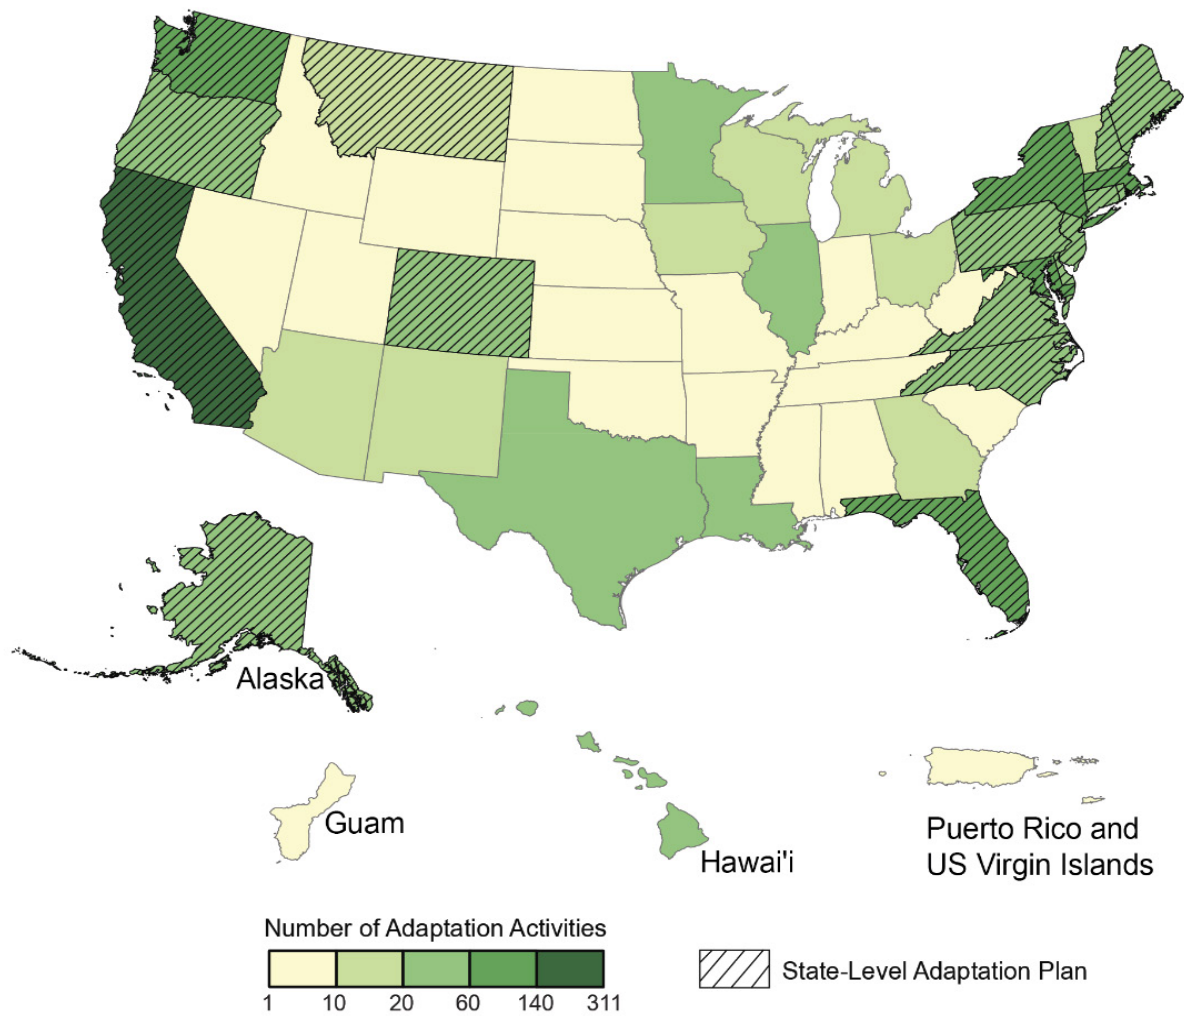 Alaska
Guam
Hawai'i
Puerto Rico and
US Virgin Islands
Number of Adaptation Activities
1 10 20 60 140 311
State-Level Adaptation Plan